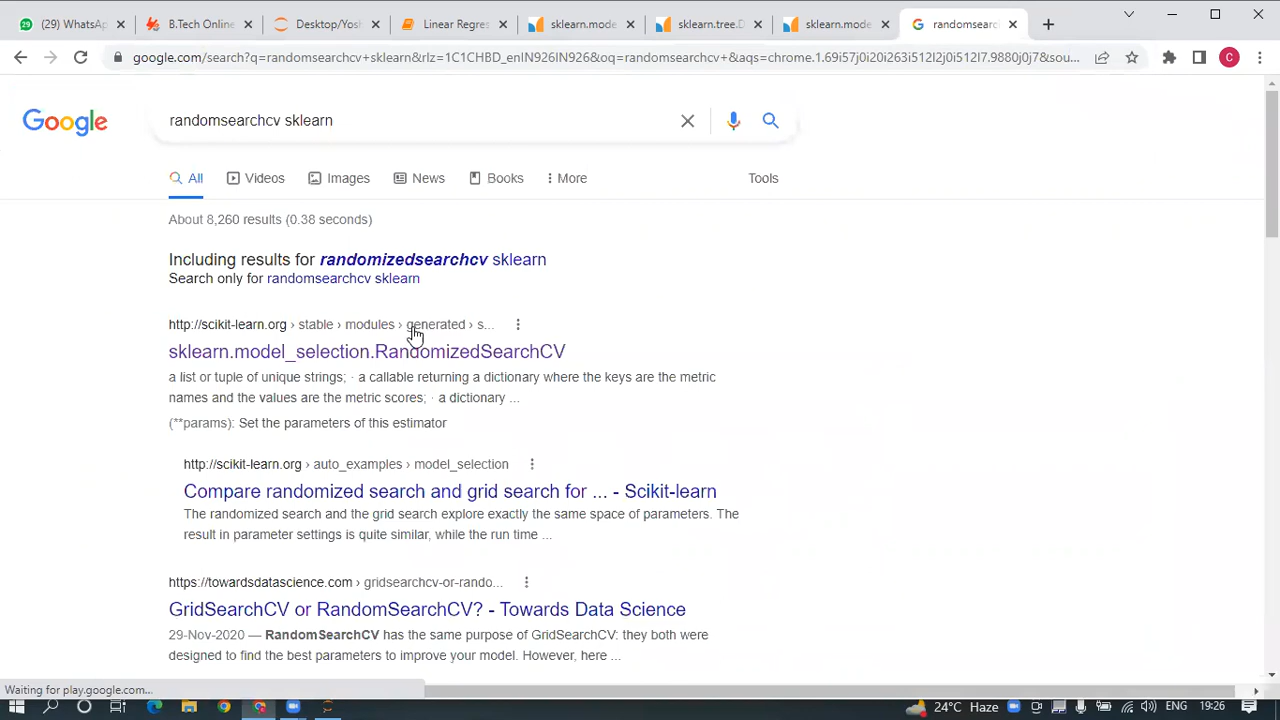 (29) WhatsA
B.Tech Online
Desktop/Yosh
Linear Regres
sklearn.mode
sklearn.tree.D
sklearn.mode
randomsearc
google.com/search?q=randomsearchcv+sklearn&rlz=1C1CHBD_enIN926IN926&oq=randomsearchcv+&aqs=chrome.1.69i57j0i20i263i512l2j0i512l7.9880j0j7&sou...
C
Google
randomsearchcv sklearn
All
Videos
Images
News
Books
More
Tools
About 8,260 results (0.38 seconds)
Including results for randomizedsearchcv sklearn
Search only for randomsearchcv sklearn
http://scikit-learn.org › stable › modules › generated › s...
sklearn.model_selection.RandomizedSearchCV
a list or tuple of unique strings; · a callable returning a dictionary where the keys are the metric
names and the values are the metric scores; · a dictionary ...
(**params): Set the parameters of this estimator
http://scikit-learn.org › auto_examples › model_selection
Compare randomized search and grid search for ... - Scikit-learn
The randomized search and the grid search explore exactly the same space of parameters. The
result in parameter settings is quite similar, while the run time ...
https://towardsdatascience.com › gridsearchcv-or-rando...
GridSearchCV or RandomSearchCV? - Towards Data Science
29-Nov-2020 — RandomSearchCV has the same purpose of GridSearchCV: they both were
designed to find the best parameters to improve your model. However, here ...
Waiting for play.google.com...
24°C Haze
ENG
19:26